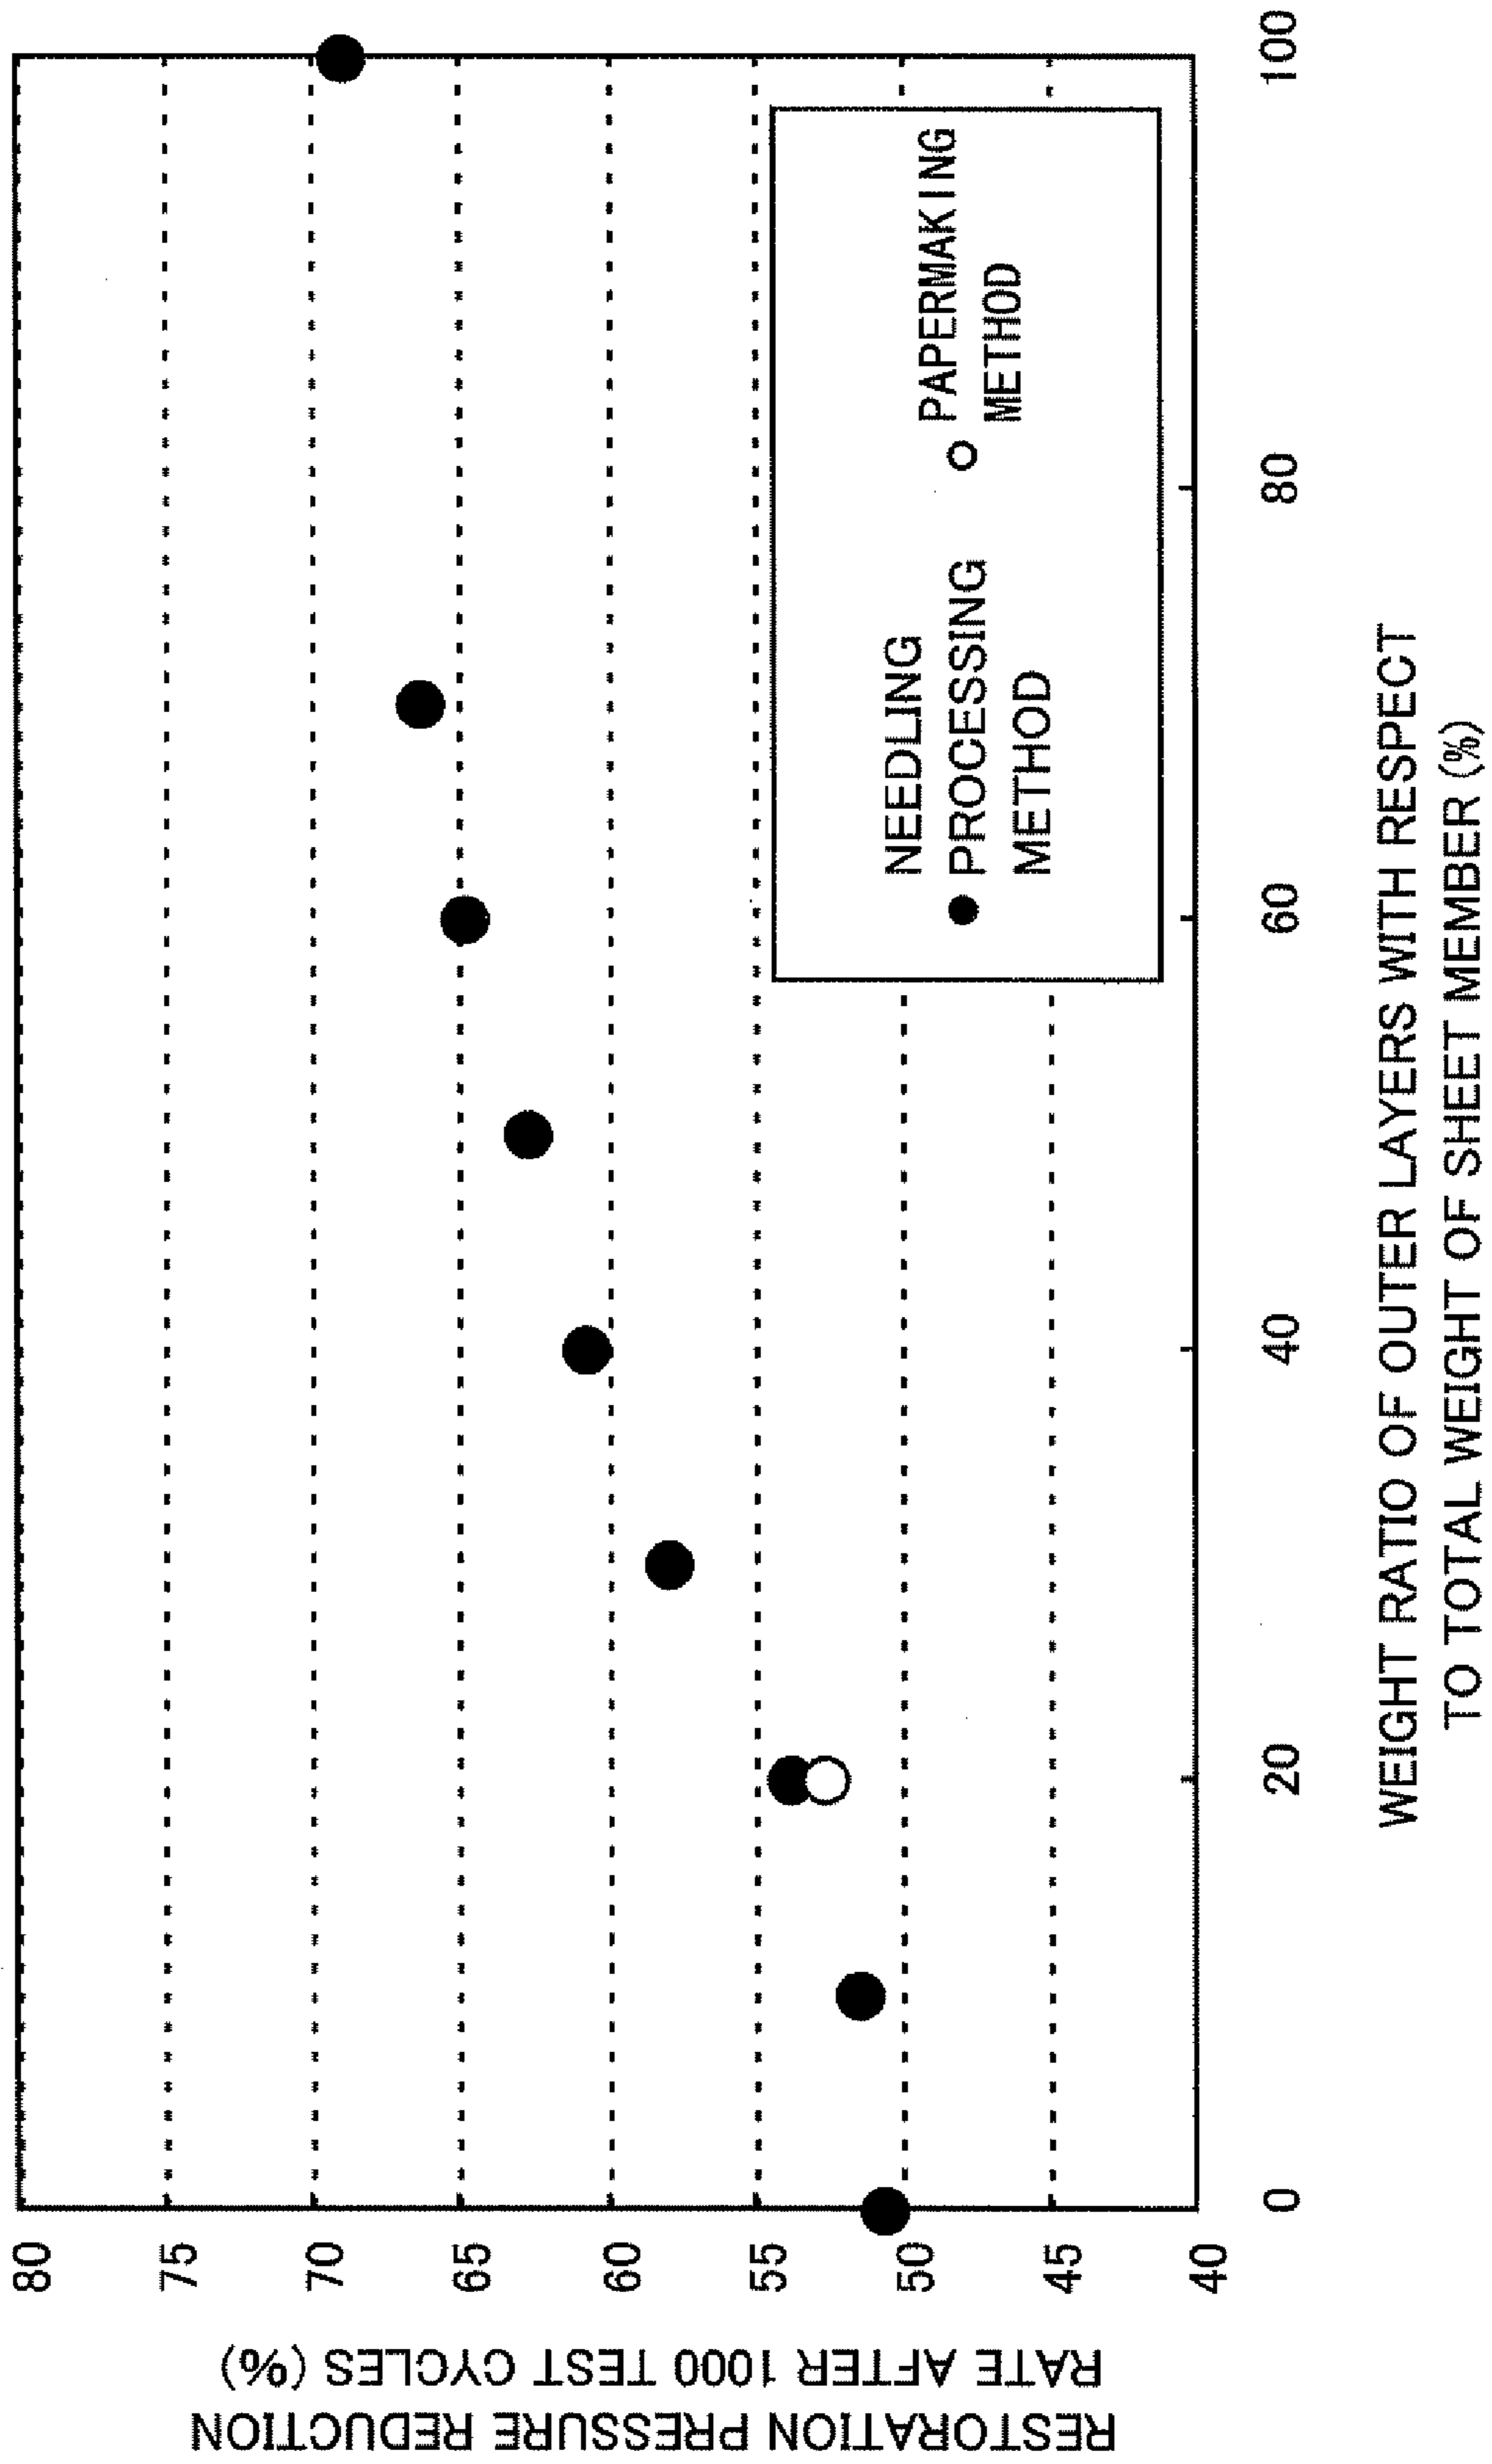 RESTORATION PRESSURE REDUCTION
RATE AFTER 1000 TEST CYCLES (%)
80
75
70
65
60
55
50
45
40
0
20
40
60
80
100
NEEDLING
PROCESSING
METHOD
PAPERMAKING
METHOD
WEIGHT RATIO OF OUTER LAYERS WITH RESPECT
TO TOTAL WEIGHT OF SHEET MEMBER (%)